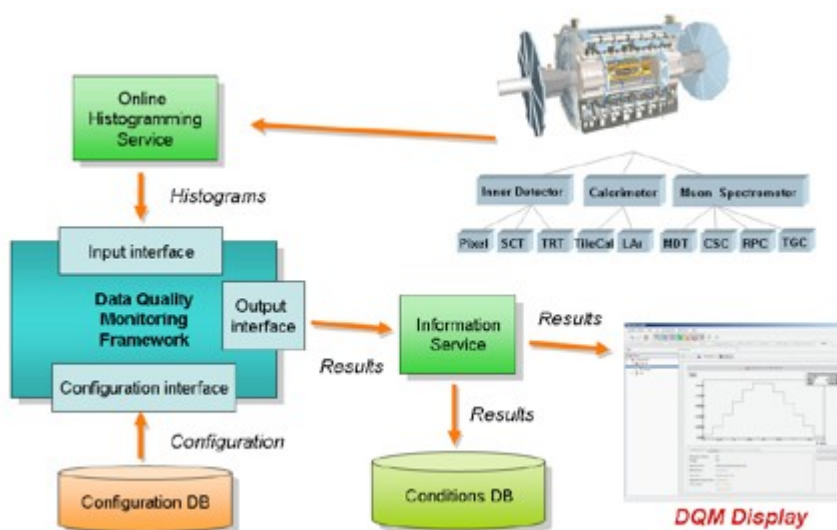 Online
Histogramming
Service
Histograms
Inner Detector
Calorimeter
Muon Spectrometer
Pixel
SCT
TRT
TileCal
LAr
MDT
CSC
RPC
TGC
Input interface
Data Quality
Monitoring
Framework
Output
interface
Configuration interface
Results
Information
Service
Results
Results
Configuration
Configuration DB
Conditions DB
DQM Display